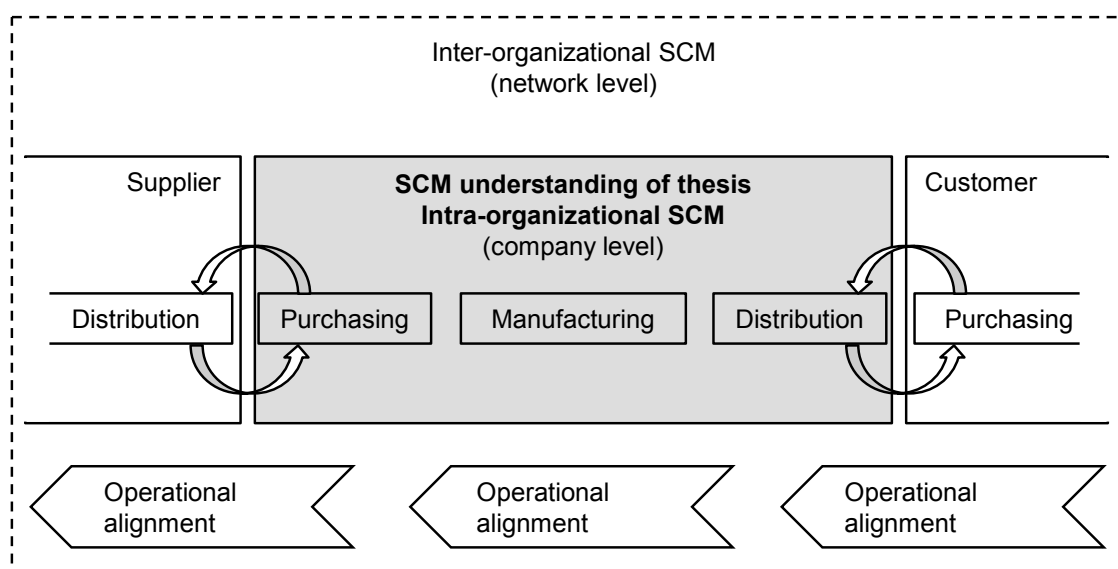 Inter-organizational SCM
(network level)
Supplier
SCM understanding of thesis
Intra-organizational SCM
(company level)
Customer
Distribution
Purchasing
Manufacturing
Distribution
Purchasing
Operational
alignment
Operational
alignment
Operational
alignment